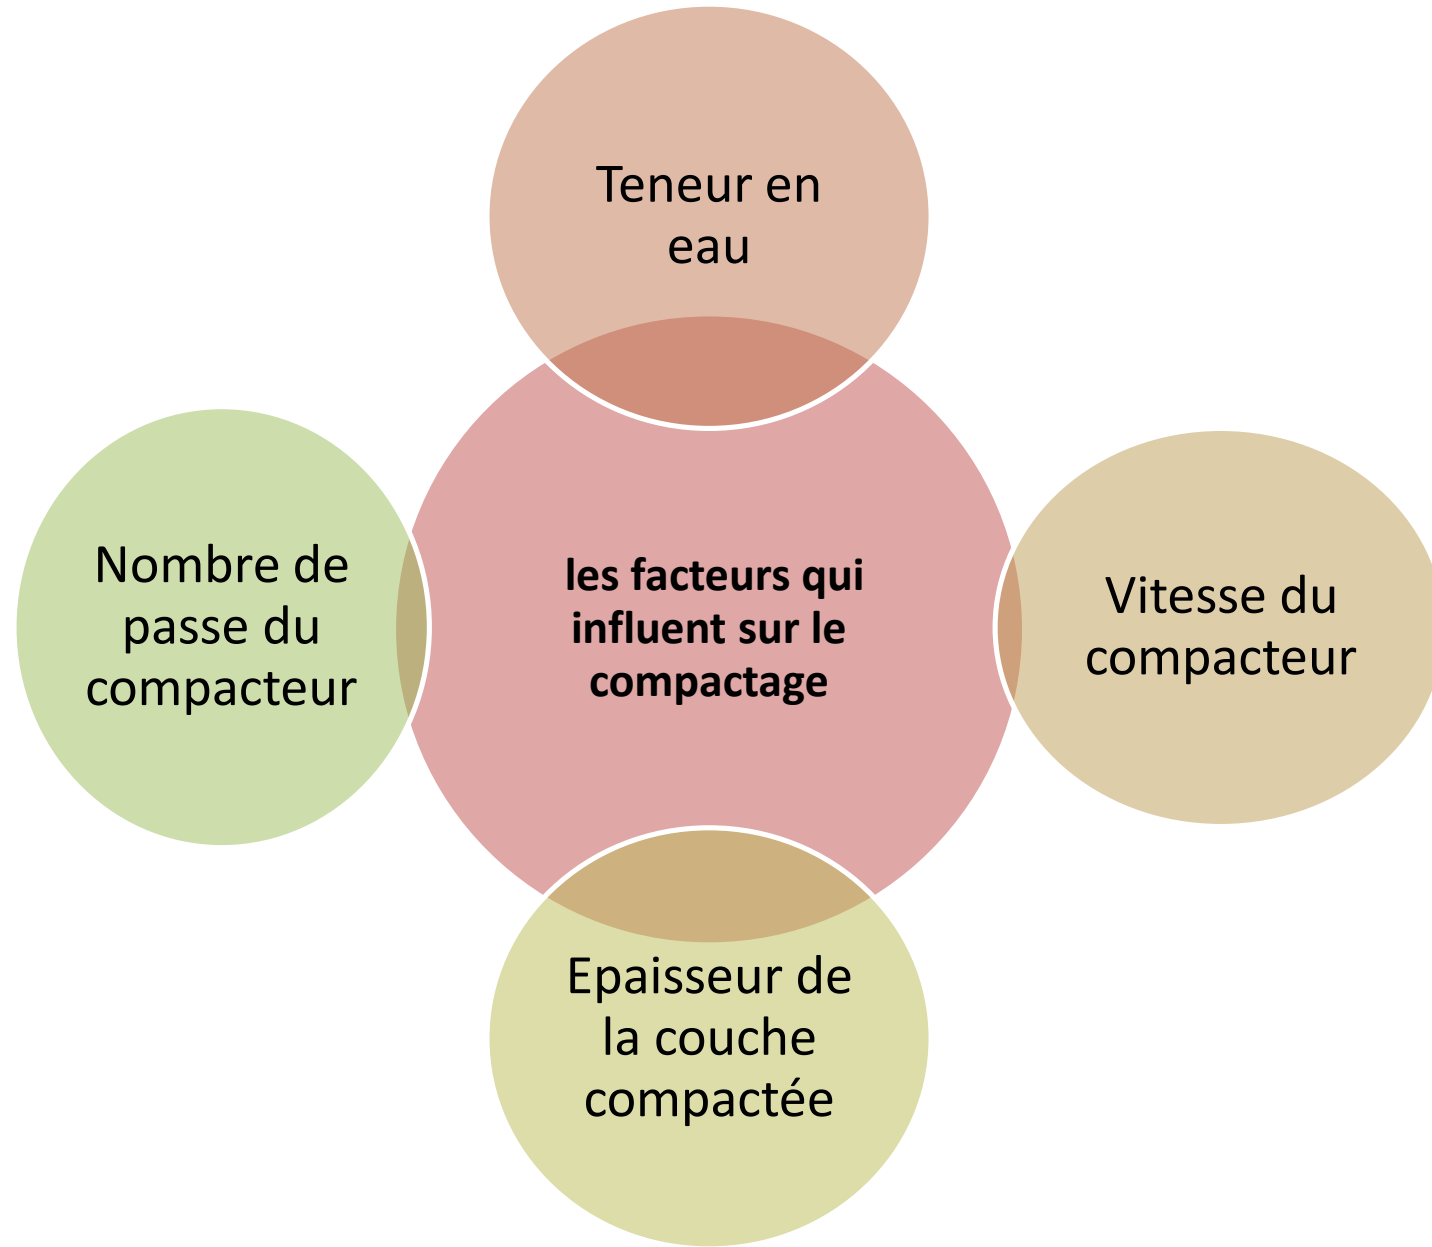 Teneur en
eau
Nombre de
passe du
compacteur
les facteurs qui
influent sur le
compactage
Vitesse du
compacteur
Epaisseur de
la couche
compactée